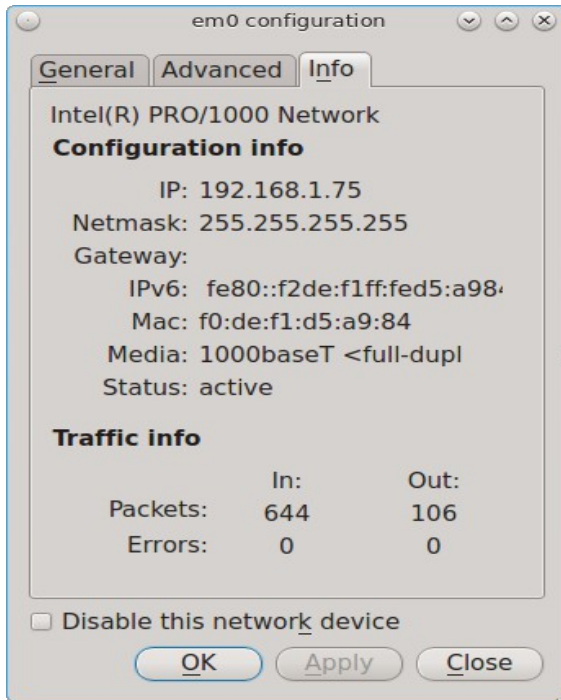 em0 configuration
General Advanced Info
Intel(R) PRO/1000 Network
Configuration info
IP: 192.168.1.75
Netmask: 255.255.255.255
Gateway:
IPv6: fe80::f2de:f1ff:fed5:a984
Mac: f0:de:f1:d5:a9:84
Media: 1000baseT <full-dupl
Status: active
Traffic info
In: Out:
Packets: 644 106
Errors: 0 0
Disable this network device
OK Apply Close